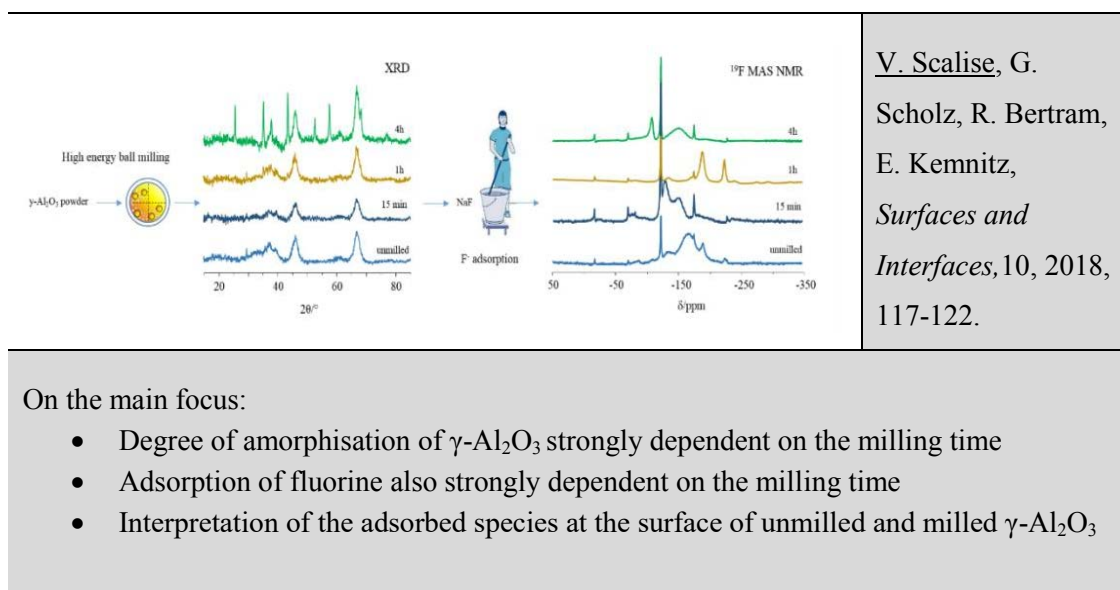 XRD
4h
1h
15 min
unmilled
20
40
60
80
2θ/°
High energy ball milling
γ-Al₂O₃ powder
NaF
F⁻ adsorption
¹⁹F MAS NMR
4h
1h
15 min
unmilled
50
-50
-150
-250
-350
δ/ppm
V. Scalise, G.
Scholz, R. Bertram,
E. Kemnitz,
Surfaces and
Interfaces,10, 2018,
117-122.
On the main focus:
• Degree of amorphisation of γ-Al₂O₃ strongly dependent on the milling time
• Adsorption of fluorine also strongly dependent on the milling time
• Interpretation of the adsorbed species at the surface of unmilled and milled γ-Al₂O₃